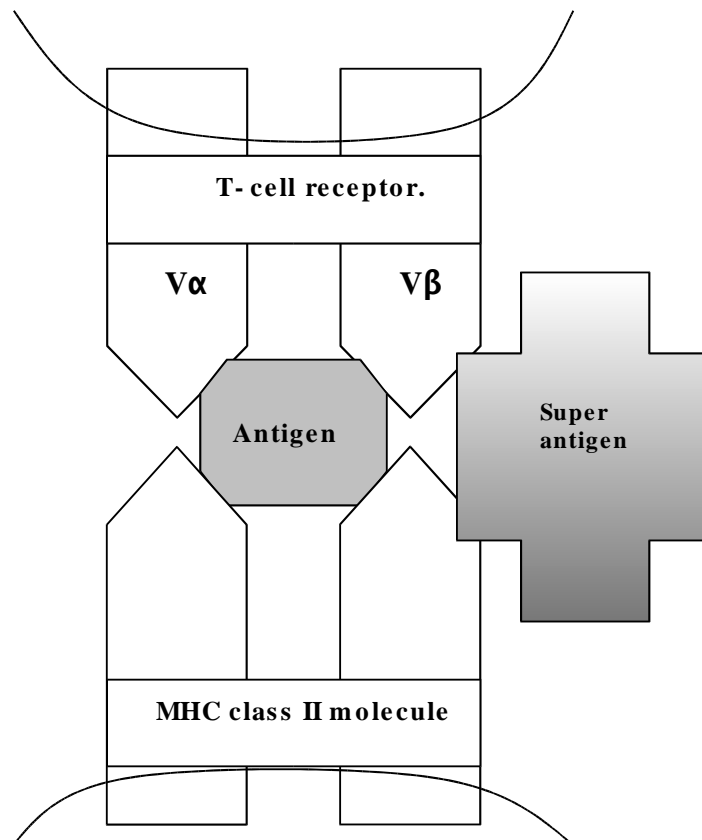 T- cell receptor.
Vα
Vβ
Super
antigen
Antigen
MHC class II molecule